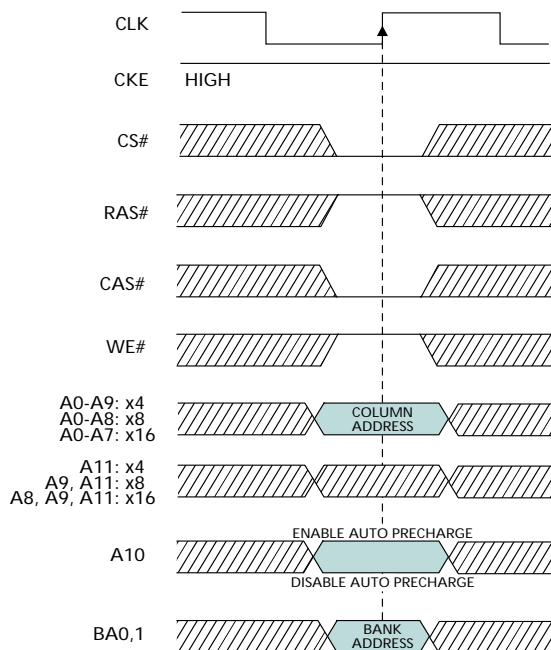 CLK
CKE HIGH
CS#
RAS#
CAS#
WE#
A0-A9: x4
A0-A8: x8
A0-A7: x16
COLUMN
ADDRESS
A11: x4
A9, A11: x8
A8, A9, A11: x16
ENABLE AUTO PRECHARGE
A10
DISABLE AUTO PRECHARGE
BA0,1
BANK
ADDRESS